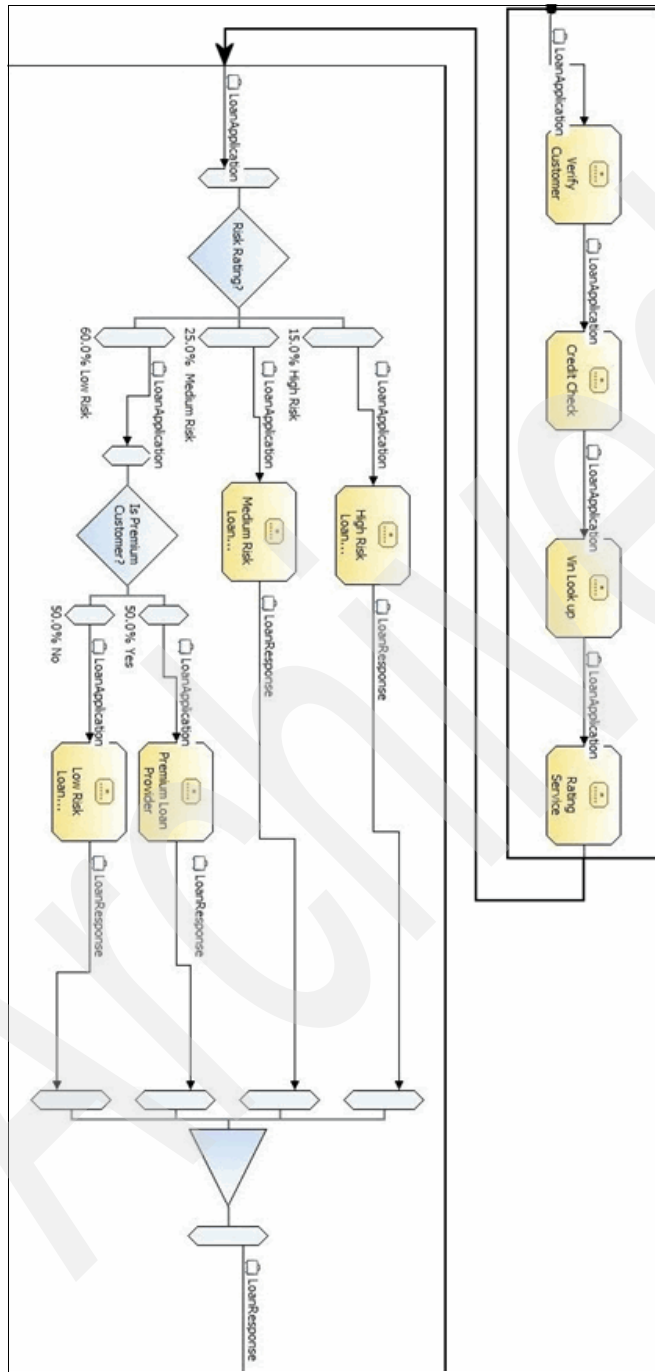 LoanApplication
Verify
Customer
LoanApplication
Credit Check
LoanApplication
Vin Look up
LoanApplication
Rating
Service
LoanApplication
Risk Rating?
15.0% High Risk
25.0% Medium Risk
60.0% Low Risk
LoanApplication
High Risk
Loan...
LoanResponse
LoanApplication
Medium Risk
Loan...
LoanResponse
LoanApplication
Is Premium
Customer?
50.0% Yes
50.0% No
LoanApplication
Premium Loan
Provider
LoanResponse
LoanApplication
Low Risk
Loan...
LoanResponse
LoanResponse
Archived